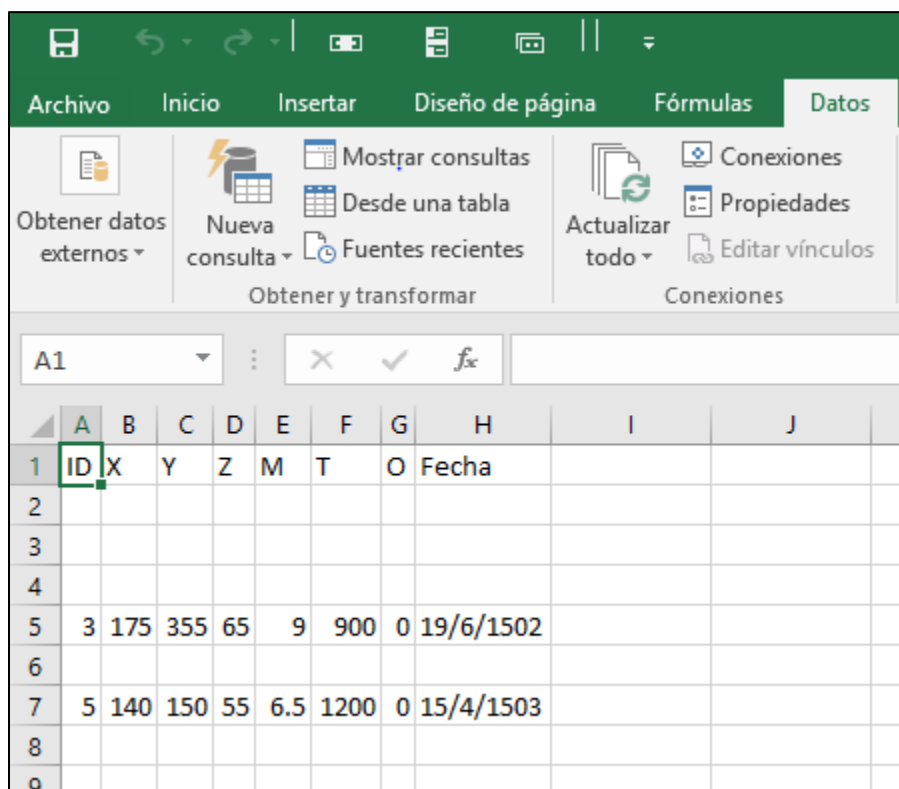 Archivo Inicio Insertar Diseño de página Fórmulas Datos
Obtener datos externos
Nueva consulta
Mostrar consultas
Desde una tabla
Fuentes recientes
Obtener y transformar
Actualizar todo
Conexiones
Propiedades
Editar vínculos
Conexiones
A1 fx
A B C D E F G H I J
1 ID X Y Z M T O Fecha
2
3
4
5 3 175 355 65 9 900 0 19/6/1502
6
7 5 140 150 55 6.5 1200 0 15/4/1503
8
9